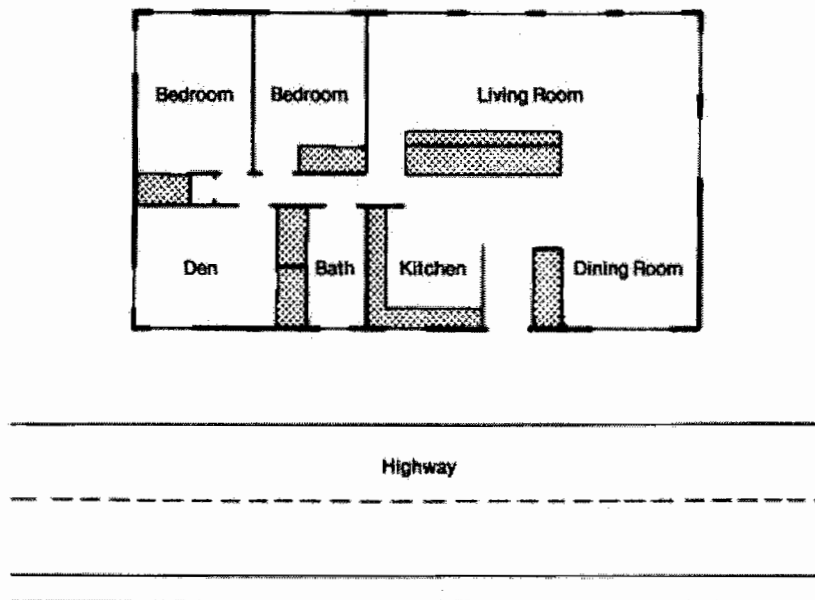 Bedroom
Bedroom
Living Room
Den
Bath
Kitchen
Dining Room
Highway